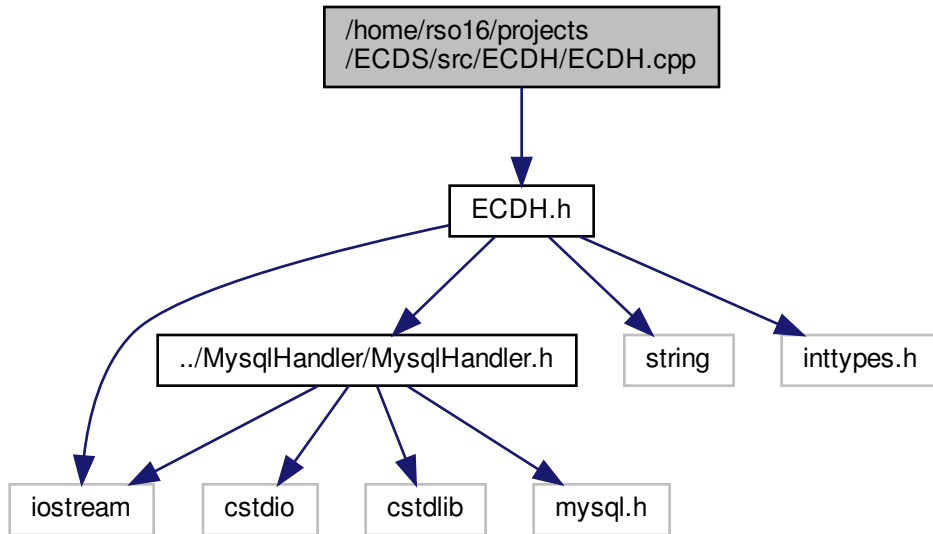 /home/rso16/projects
/ECDS/src/ECDH/ECDH.cpp
ECDH.h
../MysqlHandler/MysqlHandler.h
string
inttypes.h
iostream
cstdio
cstdlib
mysql.h